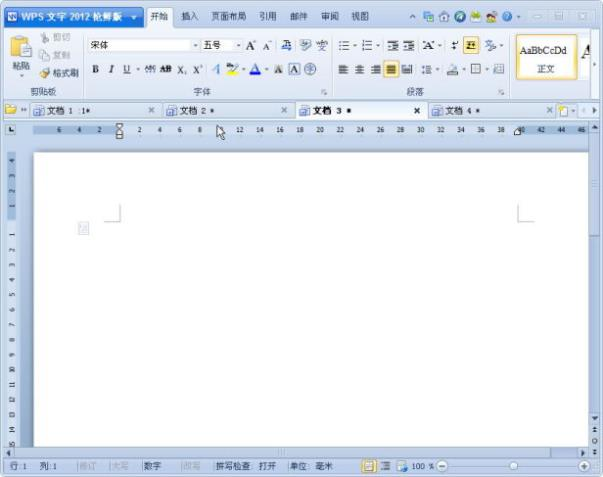 WPS 文字 2012 抢鲜版 开始 插入 页面布局 引用 邮件 审阅 视图
宋体 五号 AaBbCcDd
剪切
复制
粘贴 格式刷 B I U 正文
剪贴板 字体 段落
文档 1 :1* 文档 2 * 文档 3 * 文档 4 *
6 4 2 2 4 6 8 10 12 14 16 18 20 22 24 26 28 30 32 34 36 38 40 42 44 46
行:1 列:1 修订 大写 数字 改写 拼写检查: 打开 单位: 毫米 100 %